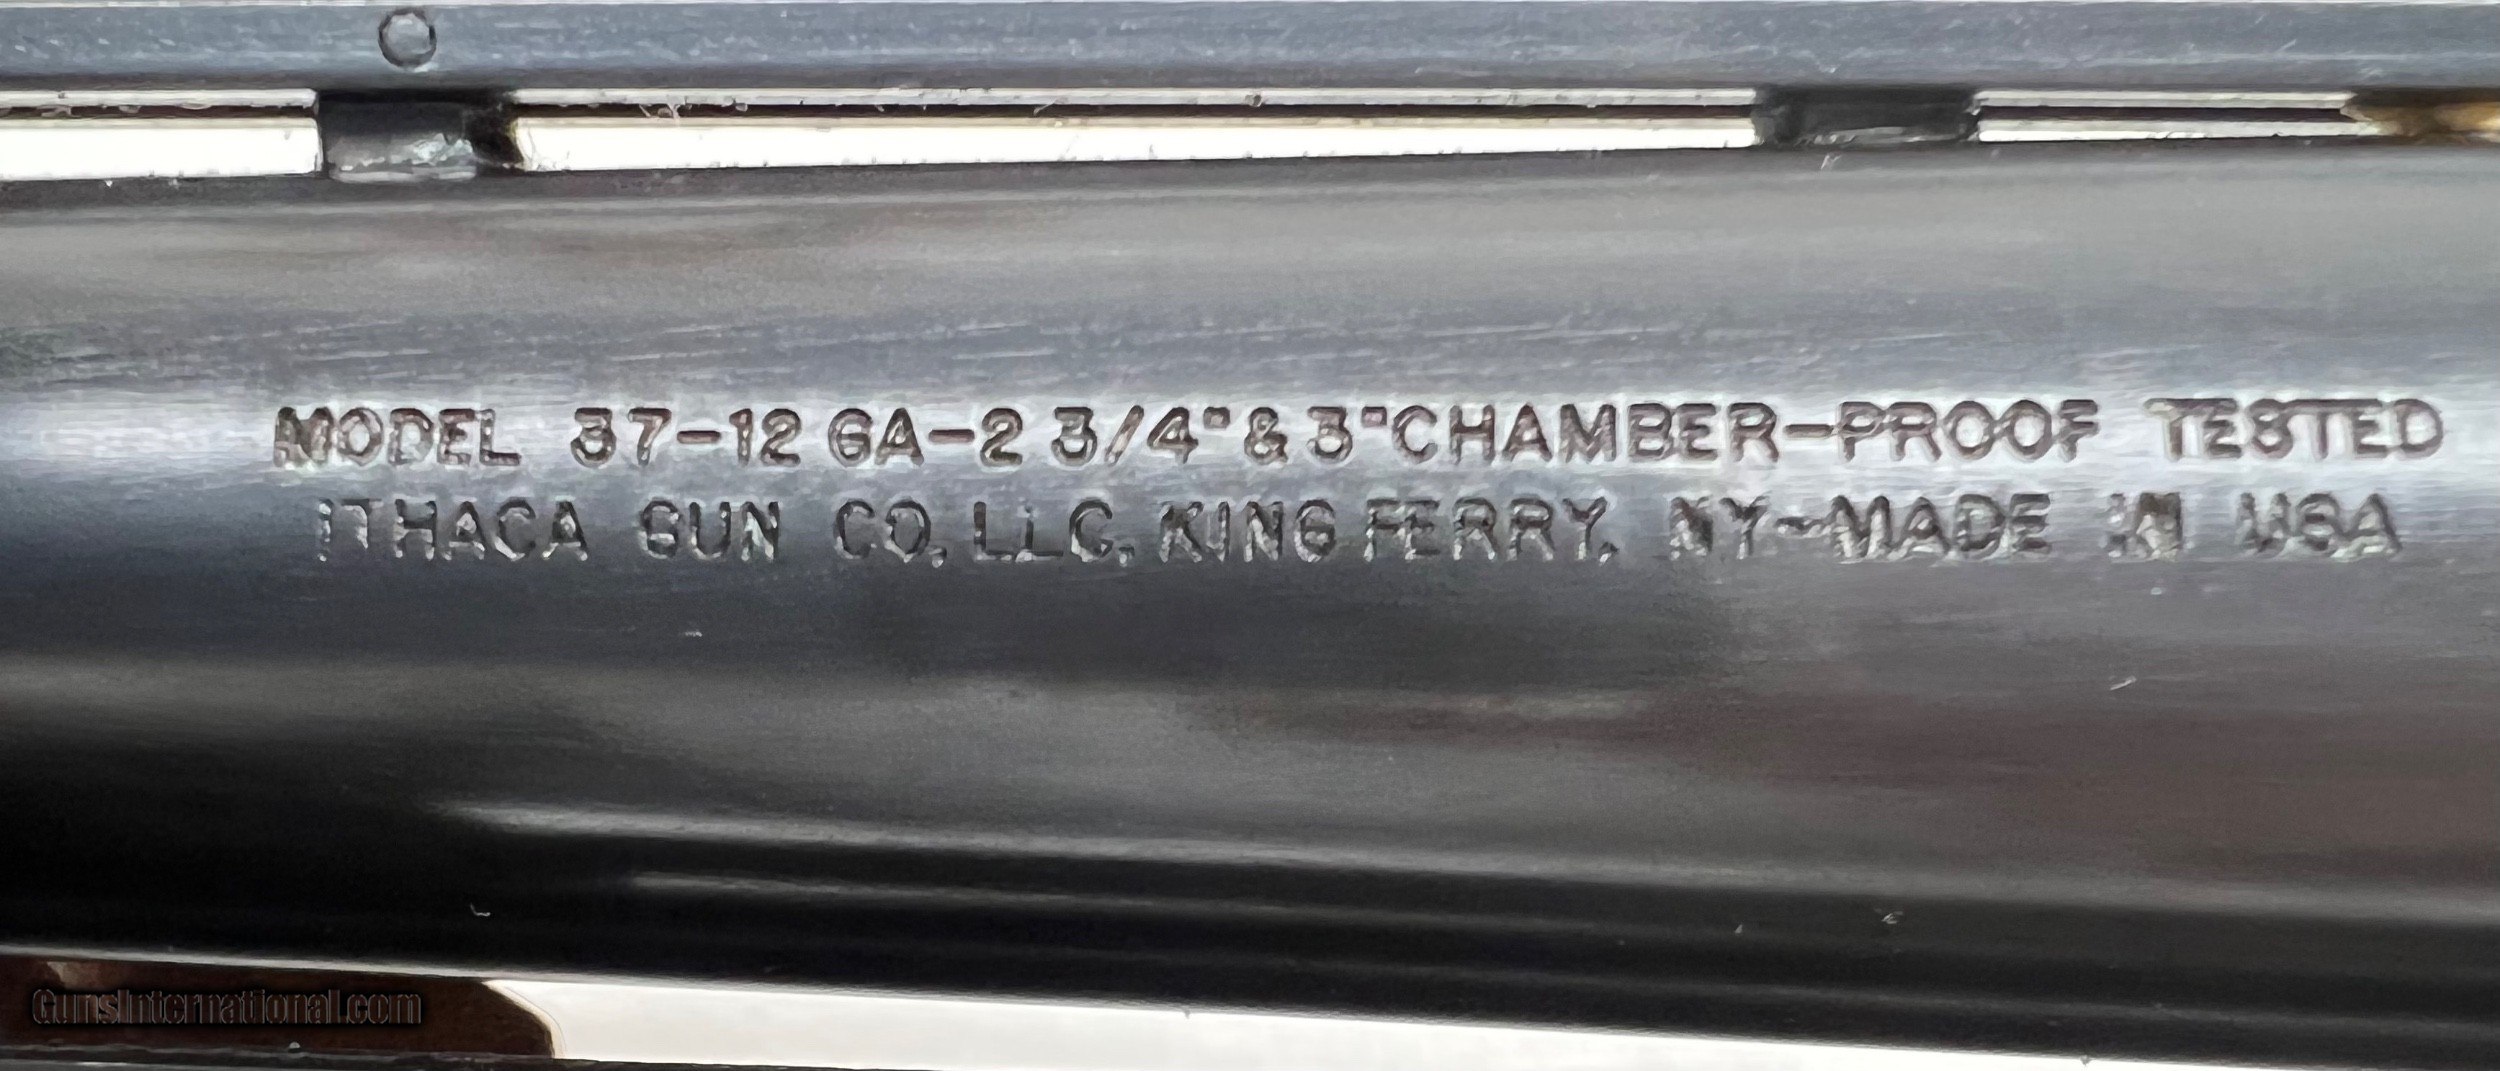 MODEL 37-12 GA-2 3/4" & 3" CHAMBER-PROOF TESTED
ITHACA GUN CO, LLC, KING FERRY, NY-MADE IN USA
GunsInternational.com